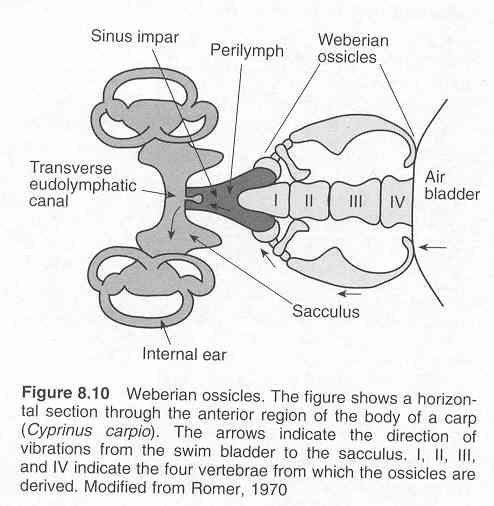 Sinus impar
Perilymph
Weberian
ossicles
Transverse
eudolymphatic
canal
Air
bladder
I
II
III
IV
Sacculus
Internal ear
Figure 8.10 Weberian ossicles. The figure shows a horizon-
tal section through the anterior region of the body of a carp
(Cyprinus carpio). The arrows indicate the direction of
vibrations from the swim bladder to the sacculus. I, II, III,
and IV indicate the four vertebrae from which the ossicles are
derived. Modified from Romer, 1970